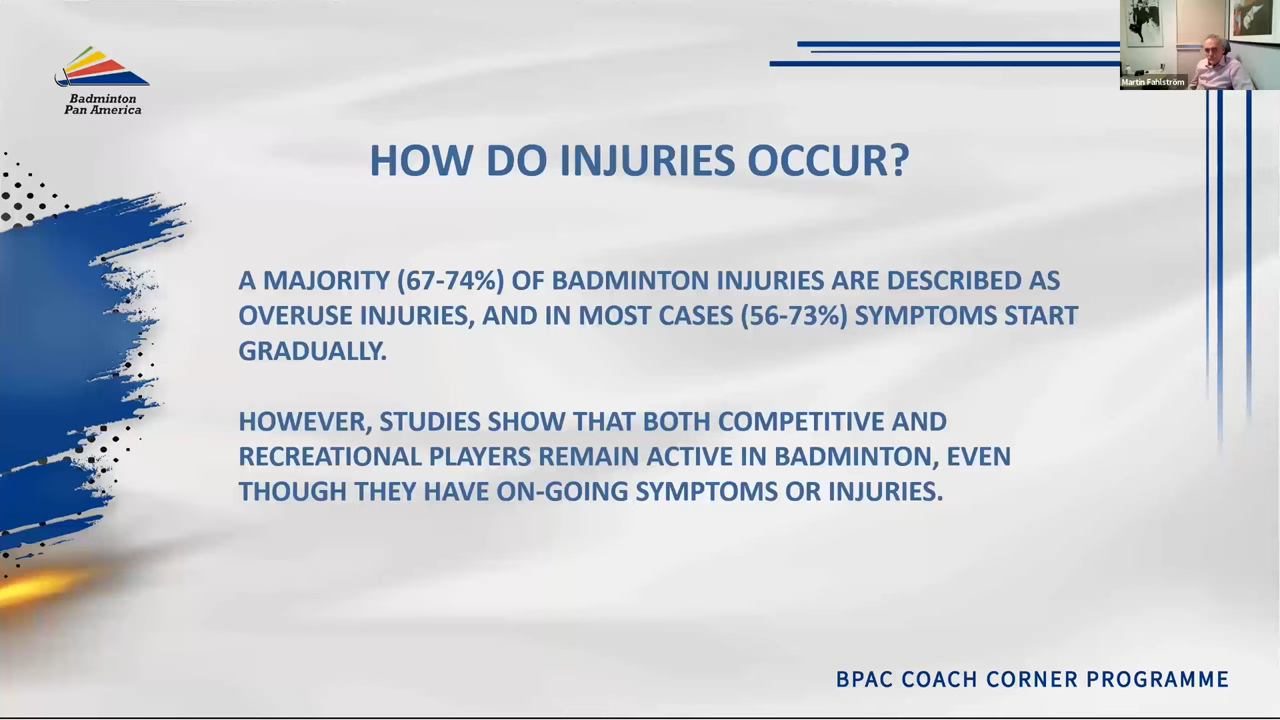 Badminton
Pan America
Martin Fahlström
HOW DO INJURIES OCCUR?
A MAJORITY (67-74%) OF BADMINTON INJURIES ARE DESCRIBED AS
OVERUSE INJURIES, AND IN MOST CASES (56-73%) SYMPTOMS START
GRADUALLY.
HOWEVER, STUDIES SHOW THAT BOTH COMPETITIVE AND
RECREATIONAL PLAYERS REMAIN ACTIVE IN BADMINTON, EVEN
THOUGH THEY HAVE ON-GOING SYMPTOMS OR INJURIES.
BPAC COACH CORNER PROGRAMME